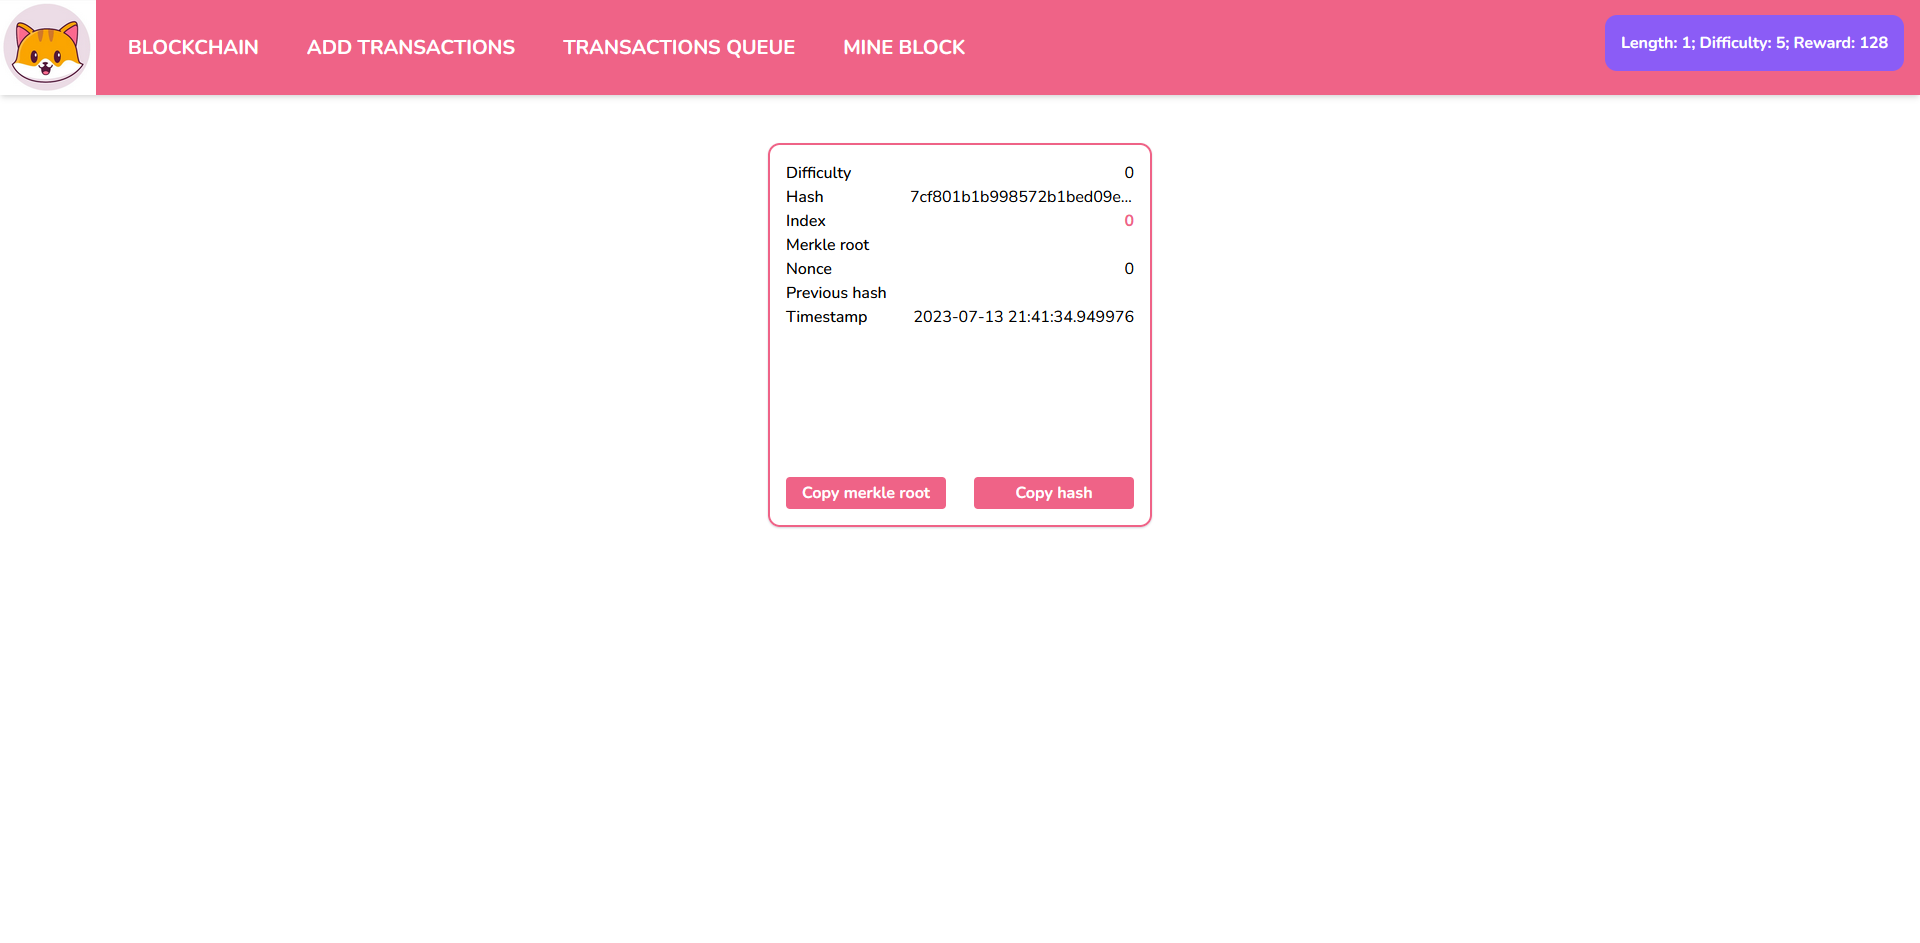 BLOCKCHAIN ADD TRANSACTIONS TRANSACTIONS QUEUE MINE BLOCK Length: 1; Difficulty: 5; Reward: 128
Difficulty 0
Hash 7cf801b1b998572b1bed09e...
Index 0
Merkle root
Nonce 0
Previous hash
Timestamp 2023-07-13 21:41:34.949976
Copy merkle root Copy hash